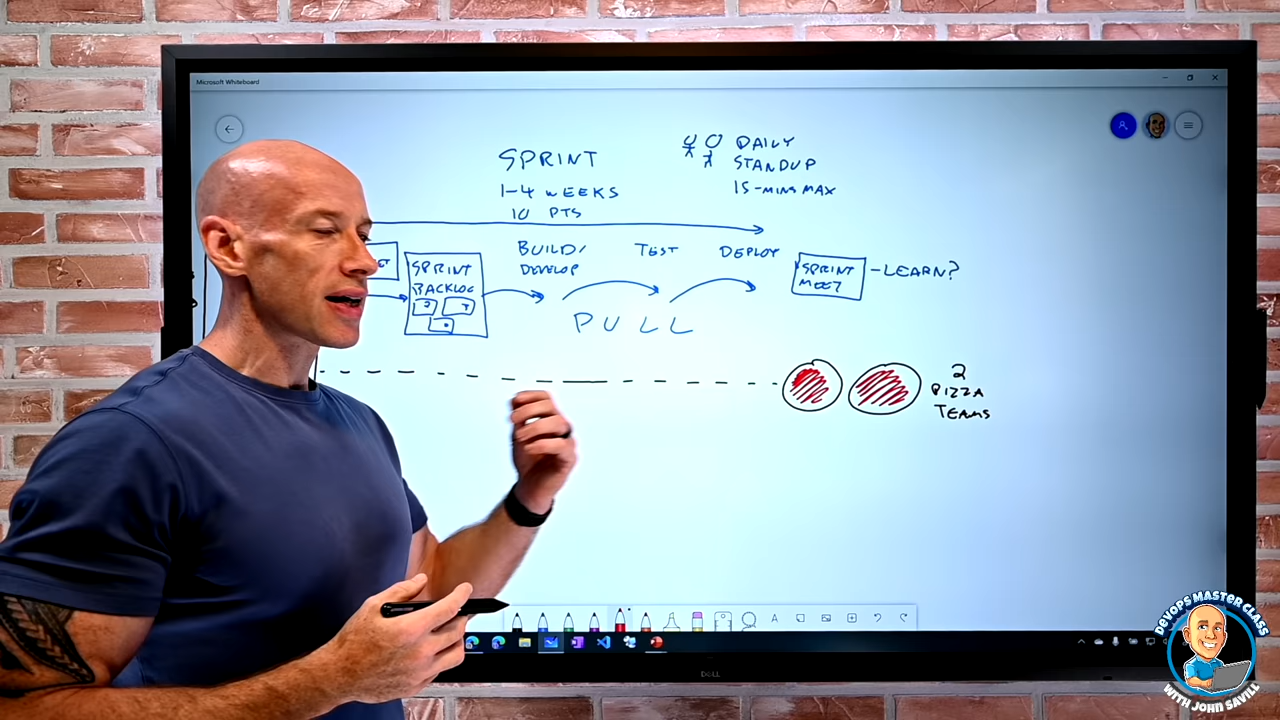 Microsoft Whiteboard
SPRINT
1-4 WEEKS
10 PTS
DAILY
STANDUP
15-MINS MAX
SPRINT
BACKLOG
BUILD/
DEVELOP
TEST
DEPLOY
PULL
SPRINT
MEET
-LEARN?
2
PIZZA
TEAMS
A
DELL
DEVOPS MASTER CLASS
WITH JOHN SAVILL